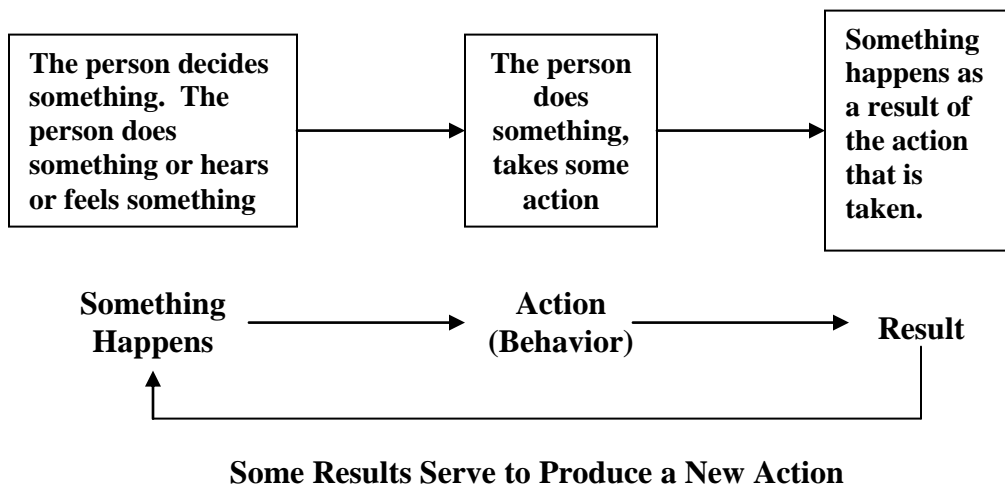 The person decides
something.  The
person does
something or hears
or feels something
The person
does
something,
takes some
action
Something
happens as
a result of
the action
that is
taken.
Something
Happens
Action
(Behavior)
Result
Some Results Serve to Produce a New Action